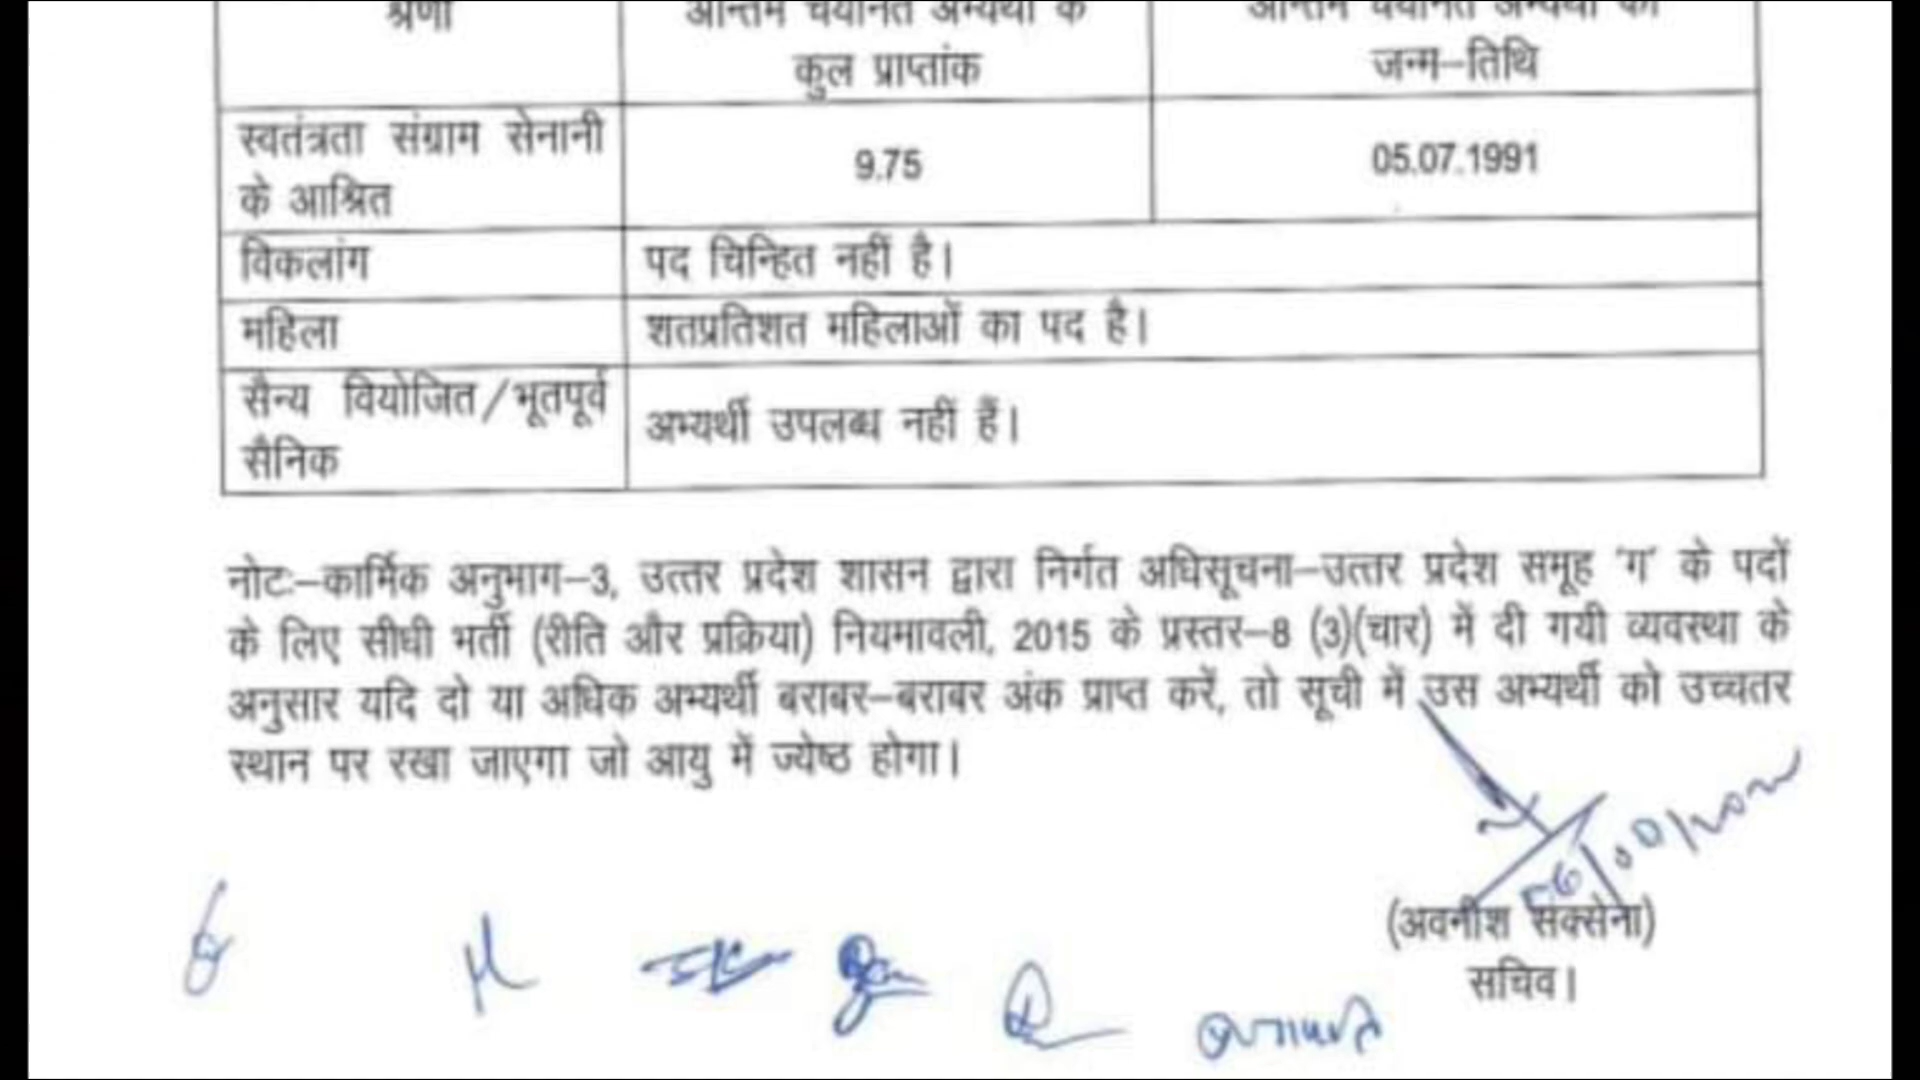 श्रेणी
अन्तिम चयनित अभ्यर्थी के
कुल प्राप्तांक
अन्तिम चयनित अभ्यर्थी की
जन्म–तिथि
स्वतंत्रता संग्राम सेनानी
के आश्रित
9.75
05.07.1991
विकलांग
पद चिन्हित नहीं है।
महिला
शतप्रतिशत महिलाओं का पद है।
सैन्य वियोजित/भूतपूर्व
सैनिक
अभ्यर्थी उपलब्ध नहीं हैं।
नोटः–कार्मिक अनुभाग–3, उत्तर प्रदेश शासन द्वारा निर्गत अधिसूचना–उत्तर प्रदेश समूह 'ग' के पदों
के लिए सीधी भर्ती (रीति और प्रक्रिया) नियमावली, 2015 के प्रस्तर–8 (3)(चार) में दी गयी व्यवस्था के
अनुसार यदि दो या अधिक अभ्यर्थी बराबर–बराबर अंक प्राप्त करें, तो सूची में उस अभ्यर्थी को उच्चतर
स्थान पर रखा जाएगा जो आयु में ज्येष्ठ होगा।
(अवनीश सक्सेना)
सचिव।